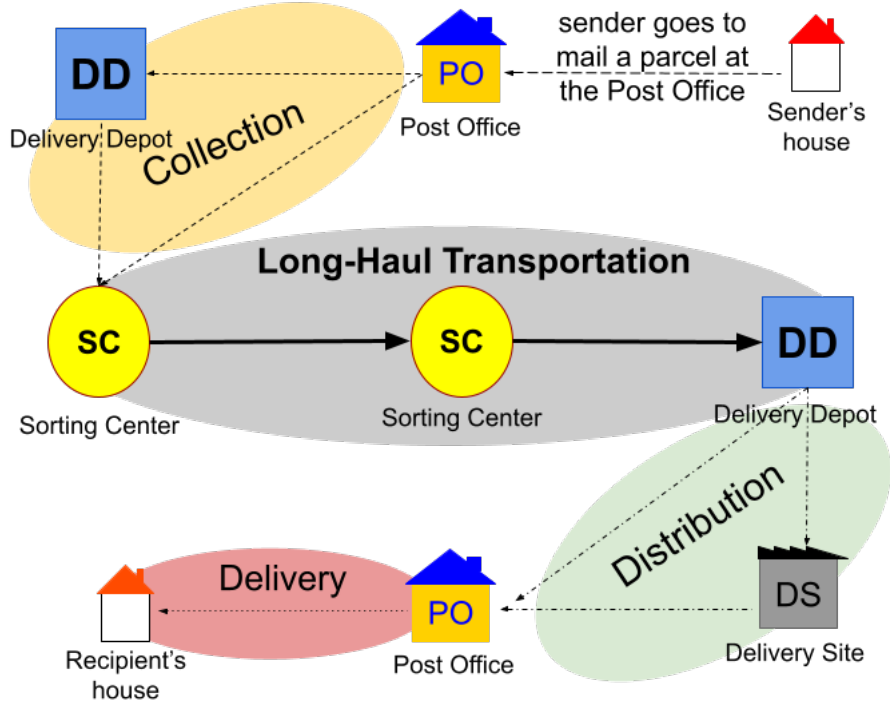 sender goes to
mail a parcel at
the Post Office
DD
PO
Delivery Depot
Post Office
Sender's
house
Collection
Long-Haul Transportation
SC
SC
DD
Sorting Center
Sorting Center
Delivery Depot
Distribution
Delivery
PO
DS
Recipient's
house
Post Office
Delivery Site